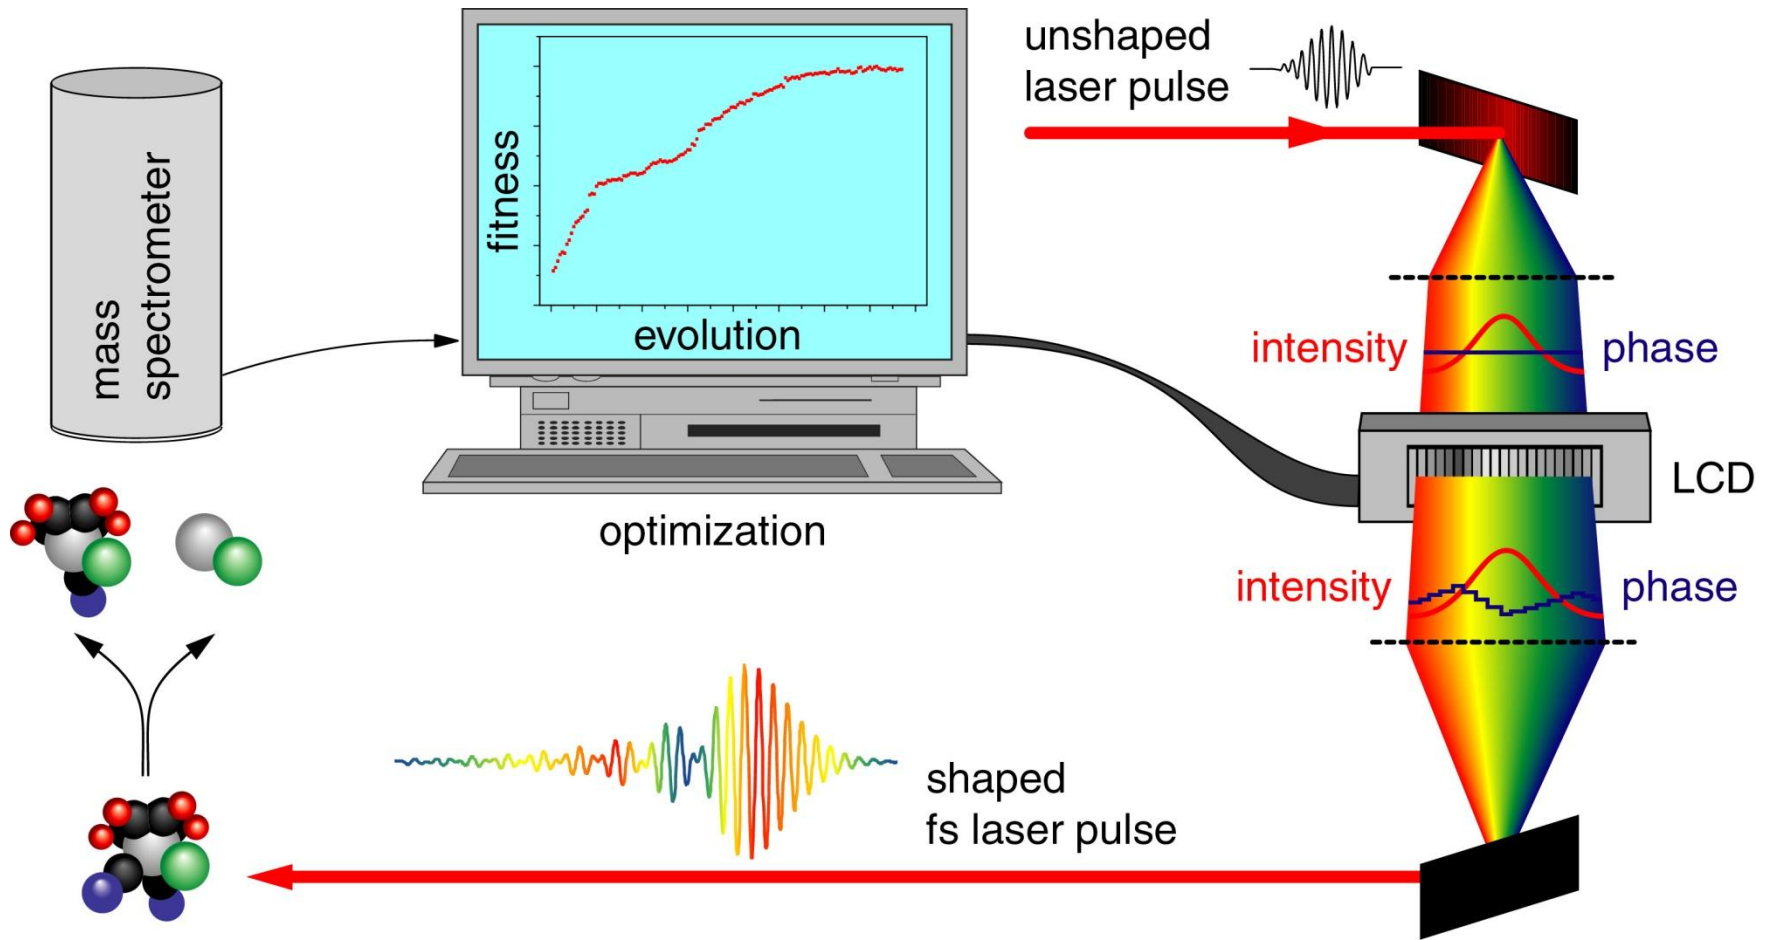 unshaped
laser pulse
mass
spectrometer
fitness
evolution
optimization
intensity
phase
LCD
intensity
phase
shaped
fs laser pulse